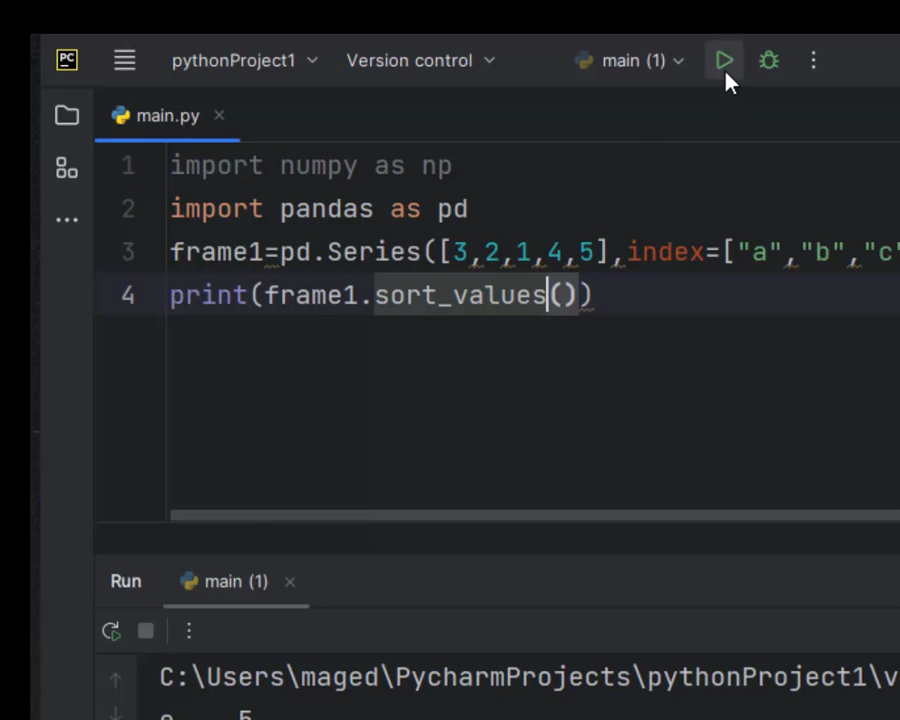 PC pythonProject1 Version control main (1)
main.py
1 import numpy as np
2 import pandas as pd
3 frame1=pd.Series([3,2,1,4,5],index=["a","b","c"
4 print(frame1.sort_values())
Run main (1)
C:\Users\maged\PycharmProjects\pythonProject1\v
5